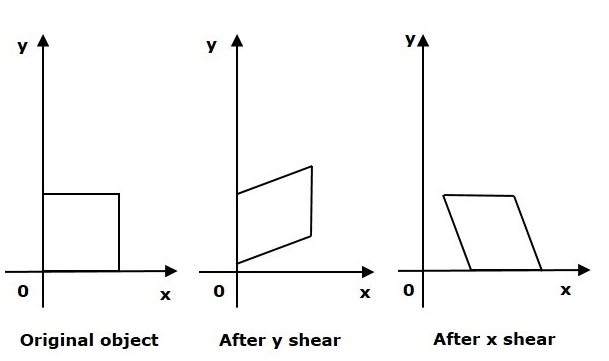 y
0
x
Original object
y
0
x
After y shear
y
0
x
After x shear